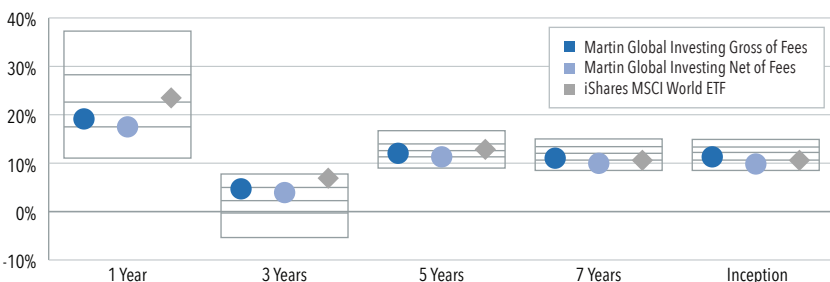 40%
30%
20%
10%
0%
-10%
Martin Global Investing Gross of Fees
Martin Global Investing Net of Fees
iShares MSCI World ETF
1 Year
3 Years
5 Years
7 Years
Inception